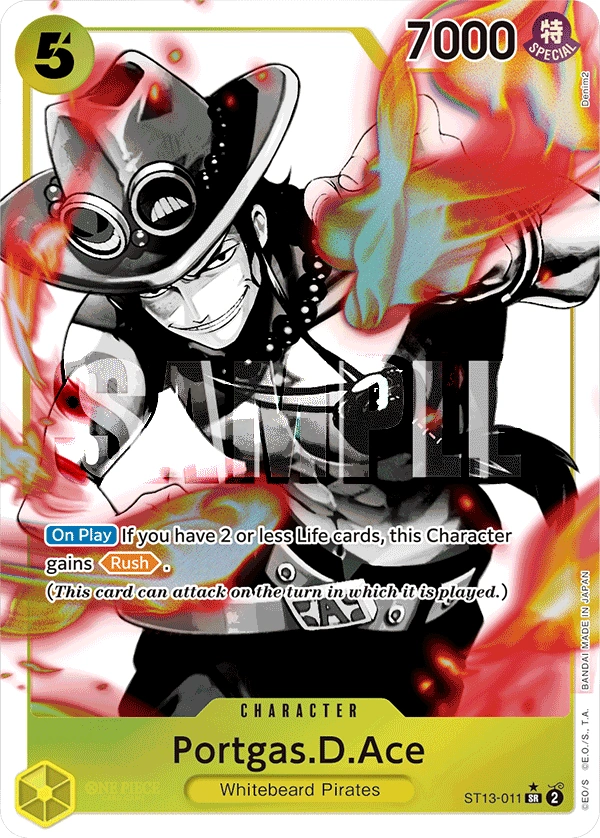 5
7000
特
SPECIAL
Denim2
SAMPLE
On Play If you have 2 or less Life cards, this Character
gains Rush.
(This card can attack on the turn in which it is played.)
©E.O/S ©E.O./S., T.A. BANDAI MADE IN JAPAN
CHARACTER
Portgas.D.Ace
ONE PIECE
Whitebeard Pirates
ST13-011 SR 2